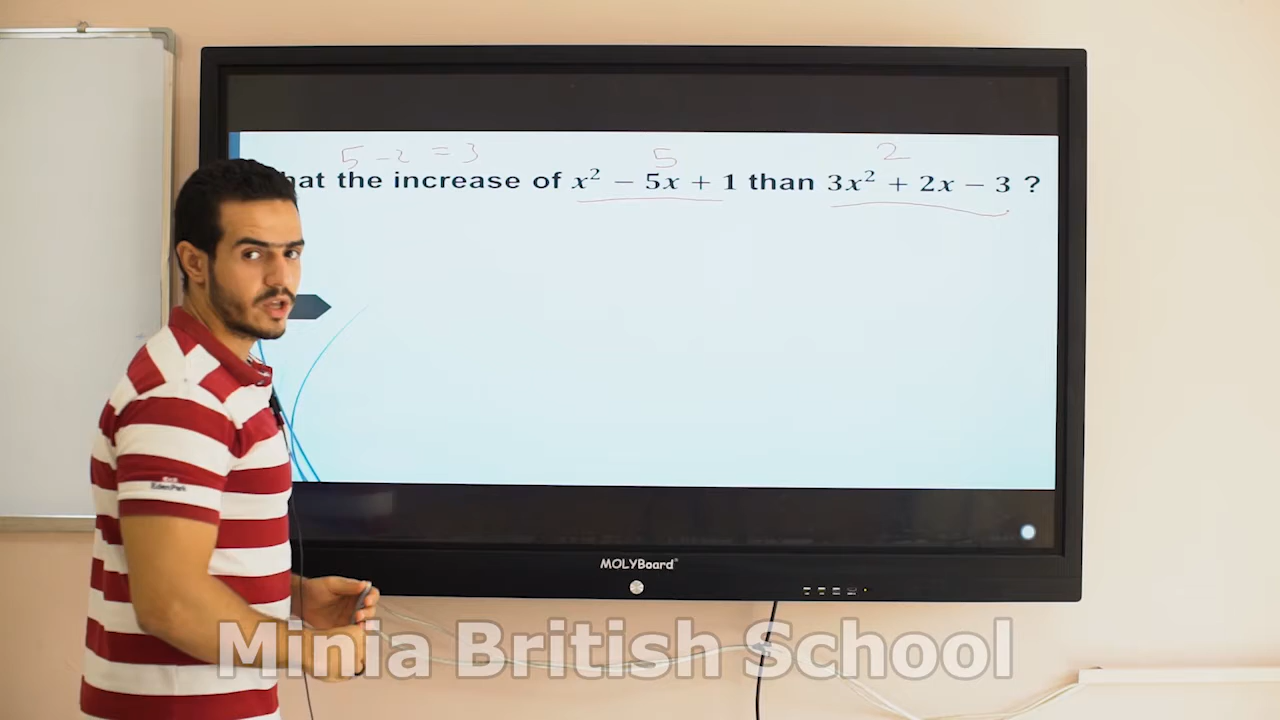 5 - 2 = 3 5 2
hat the increase of x² − 5x + 1 than 3x² + 2x − 3 ?
EdenPark
MOLYBoard
Minia British School